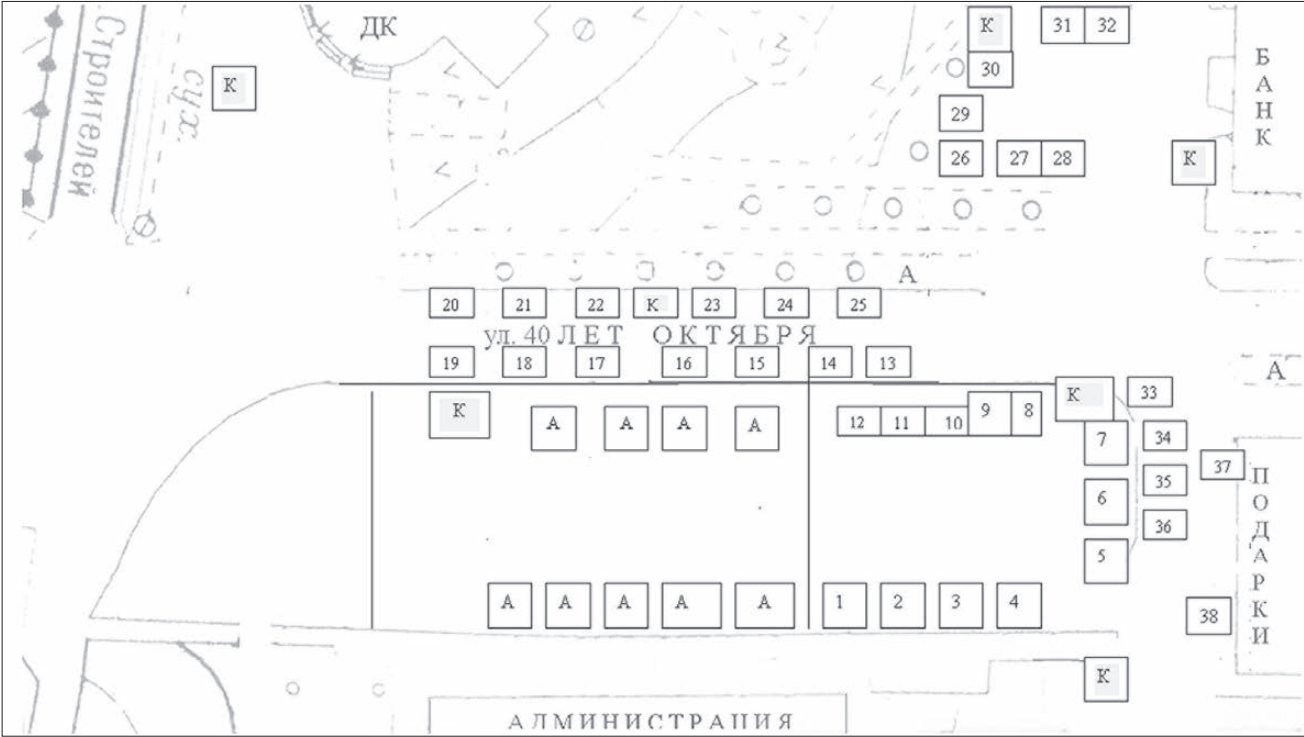 Строителей
сух.
К
ДК
К
31 32
30
29
26 27 28
К
БАНК
А
20 21 22 К 23 24 25
ул. 40 ЛЕТ ОКТЯБРЯ
19 18 17 16 15 14 13
А
К
К
33
А А А А
12 11 10 9 8
7
34
37
35
6
36
5
ПОДАРКИ
А А А А А 1 2 3 4
38
К
АДМИНИСТРАЦИЯ